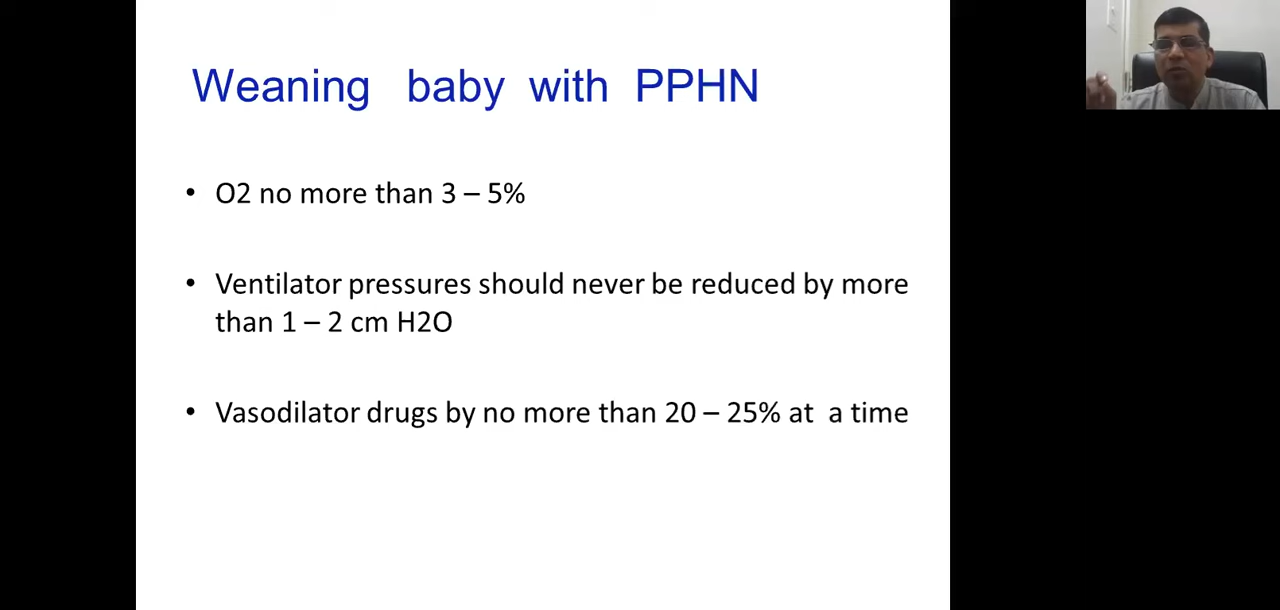 Weaning baby with PPHN
• O2 no more than 3 – 5%
• Ventilator pressures should never be reduced by more
than 1 – 2 cm H2O
• Vasodilator drugs by no more than 20 – 25% at a time